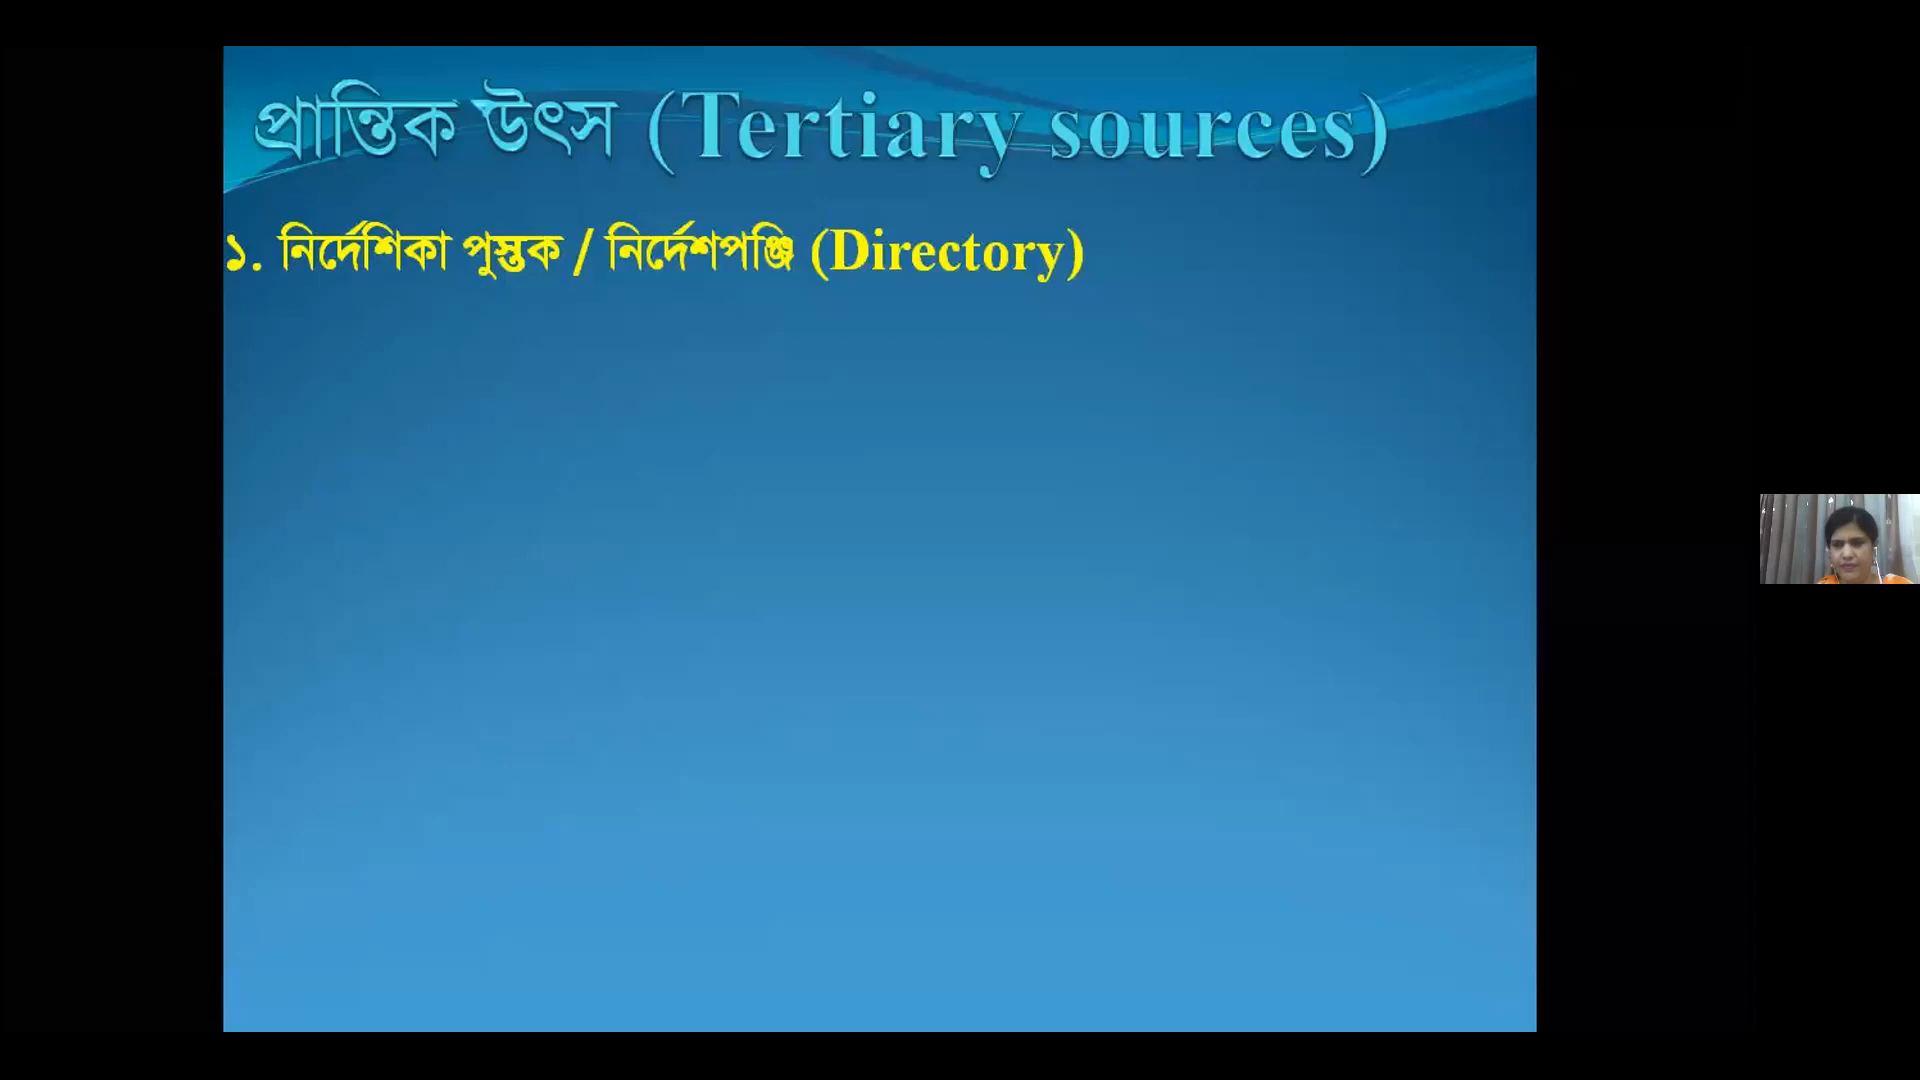 প্রান্তিক উৎস (Tertiary sources)
১. নির্দেশিকা পুস্তক / নির্দেশপঞ্জি (Directory)